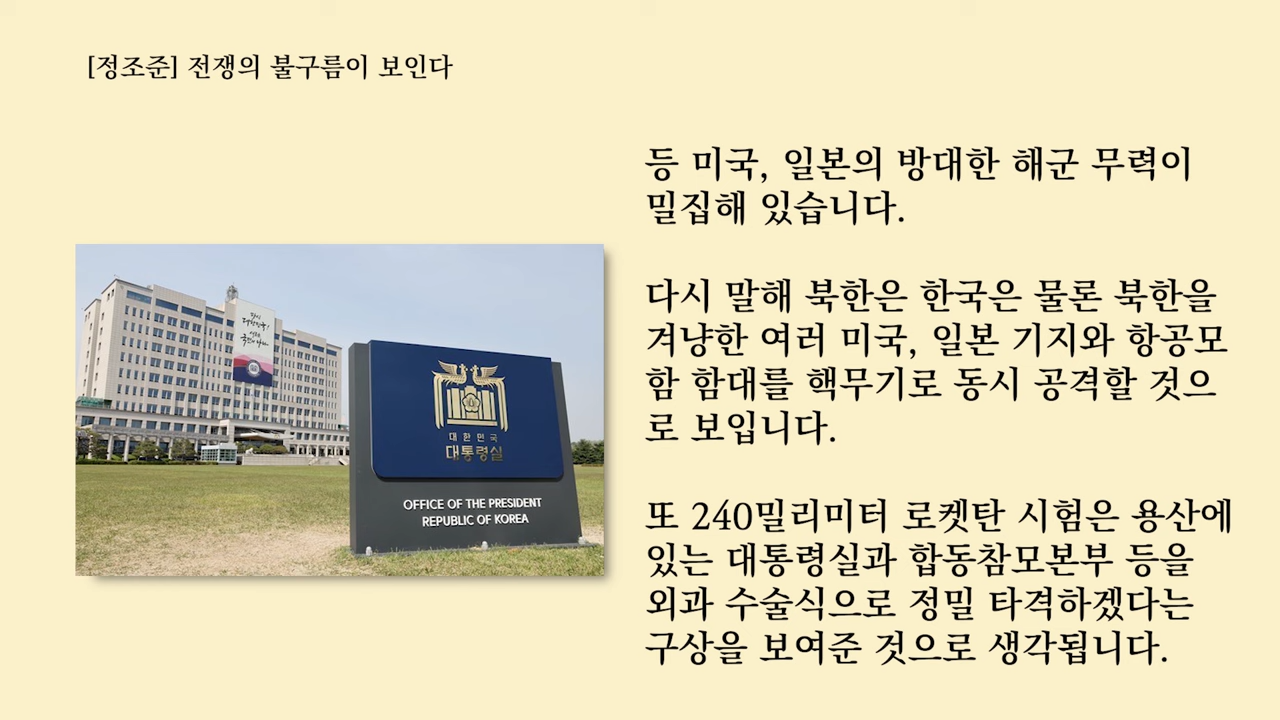 [정조준] 전쟁의 불구름이 보인다
등 미국, 일본의 방대한 해군 무력이
밀집해 있습니다.
다시 말해 북한은 한국은 물론 북한을
겨냥한 여러 미국, 일본 기지와 항공모
함 함대를 핵무기로 동시 공격할 것으
로 보입니다.
또 240밀리미터 로켓탄 시험은 용산에
있는 대통령실과 합동참모본부 등을
외과 수술식으로 정밀 타격하겠다는
구상을 보여준 것으로 생각됩니다.
대한민국
대통령실
OFFICE OF THE PRESIDENT
REPUBLIC OF KOREA